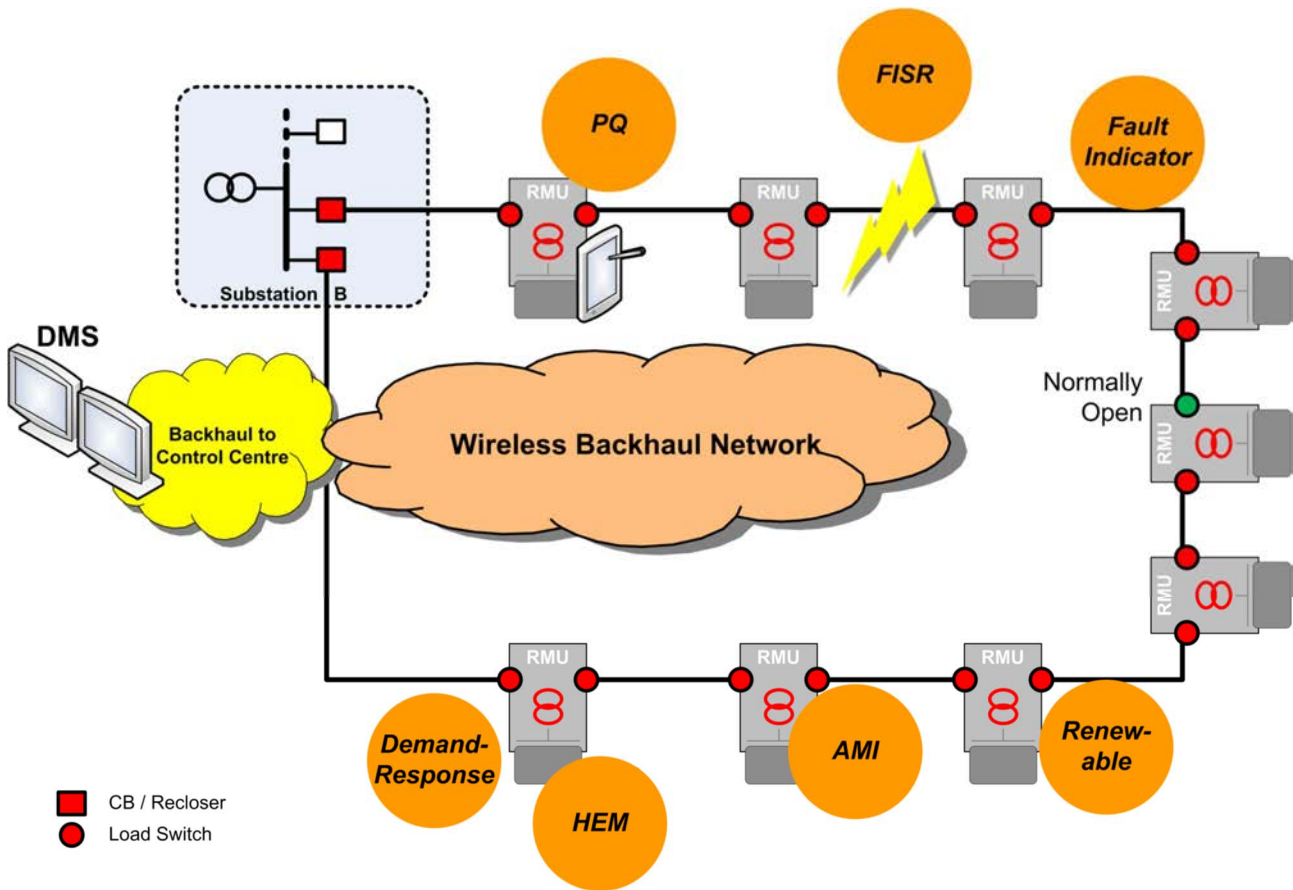 FISR
PQ
Fault
Indicator
RMU
RMU
RMU
Substation B
RMU
DMS
Normally
Open
Backhaul to
Control Centre
Wireless Backhaul Network
RMU
RMU
RMU
RMU
RMU
Demand-
Response
AMI
Renew-
able
HEM
CB / Recloser
Load Switch